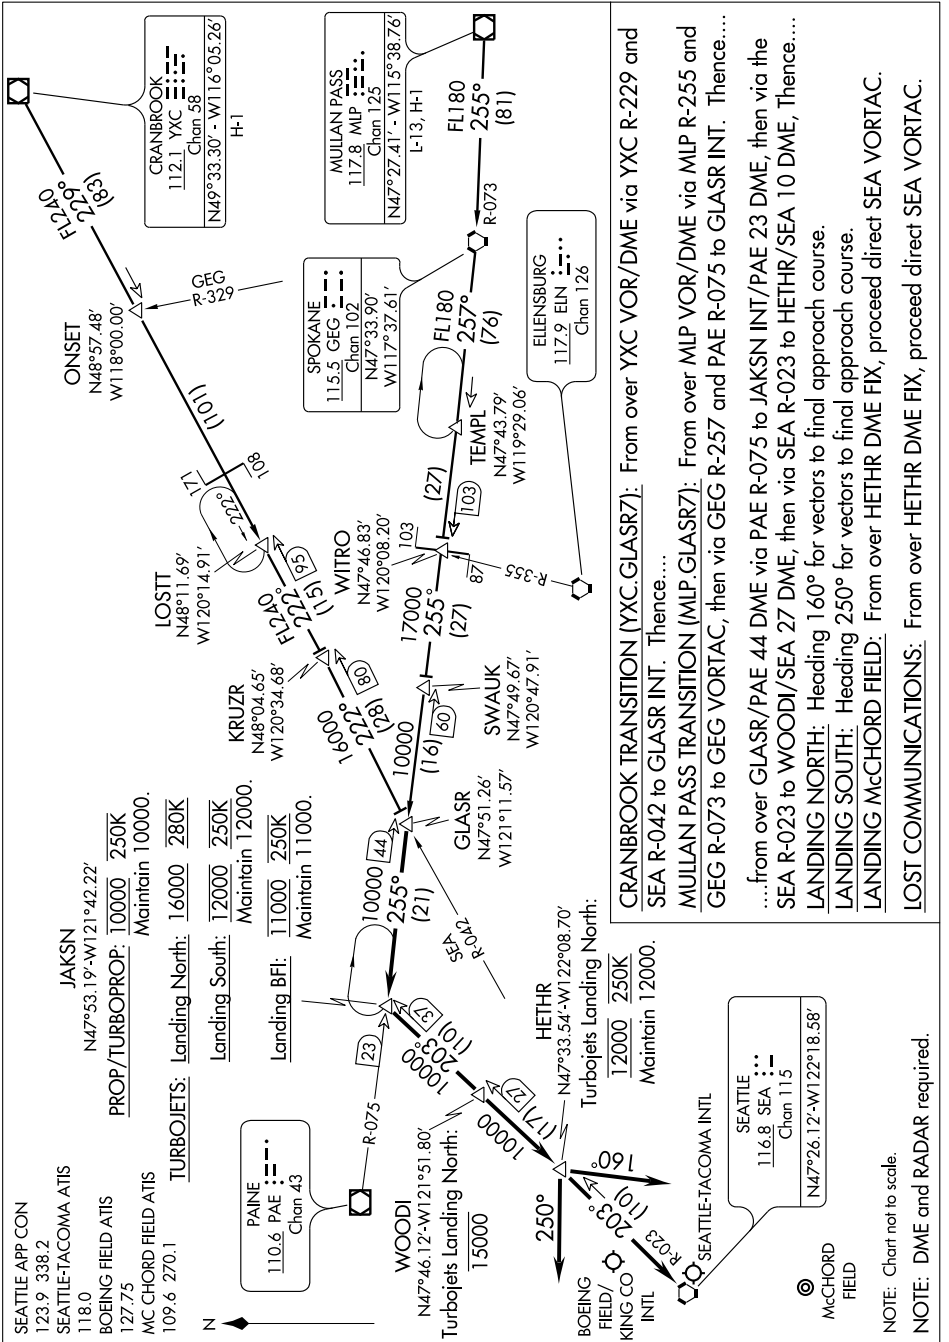 SEATTLE APP CON
123.9 338.2
SEATTLE-TACOMA ATIS
118.0
BOEING FIELD ATIS
127.75
MC CHORD FIELD ATIS
109.6 270.1
N
JAKSN
N47°53.19'-W121°42.22'
PROP/TURBOPROP: 10000 250K
Maintain 10000.
TURBOJETS:
Landing North: 16000 280K
Landing South: 12000 250K
Maintain 12000.
Landing BFI: 11000 250K
Maintain 11000.
CRANBROOK
112.1 YXC
Chan 58
N49°33.30' - W116°05.26'
H-1
FL240
229°
(83)
ONSET
N48°57.48'
W118°00.00'
GEG
R-329
(101)
171
108
222°
LOSTT
N48°11.69'
W120°14.91'
95
FL240
222°
(15)
KRUZR
N48°04.65'
W120°34.68'
80
16000
222°
(28)
MULLAN PASS
117.8 MLP
Chan 125
N47°27.41' - W115°38.76'
L-13, H-1
FL180
255°
(81)
R-073
SPOKANE
115.5 GEG
Chan 102
N47°33.90'
W117°37.61'
FL180
257°
(76)
TEMPL
N47°43.79'
W119°29.06'
(27)
103
WITRO
N47°46.83'
W120°08.20'
103
87
R-355
ELLENSBURG
117.9 ELN
Chan 126
17000
255°
(27)
SWAUK
N47°49.67'
W120°47.91'
60
10000
(16)
GLASR
N47°51.26'
W121°11.57'
44
10000
255°
(21)
SEA
R-042
PAINE
110.6 PAE
Chan 43
R-075
23
37
10000
203°
(10)
WOODI
N47°46.12'-W121°51.80'
Turbojets Landing North:
15000
27
10000
(17)
HETHR
N47°33.54'-W122°08.70'
Turbojets Landing North:
12000 250K
Maintain 12000.
250°
160°
203°
(10)
R-023
BOEING
FIELD/
KING CO
INTL
SEATTLE-TACOMA INTL
SEATTLE
116.8 SEA
Chan 115
N47°26.12'-W122°18.58'
McCHORD
FIELD
NOTE: Chart not to scale.
NOTE: DME and RADAR required.
CRANBROOK TRANSITION (YXC.GLASR7): From over YXC VOR/DME via YXC R-229 and
SEA R-042 to GLASR INT. Thence....
MULLAN PASS TRANSITION (MLP.GLASR7): From over MLP VOR/DME via MLP R-255 and
GEG R-073 to GEG VORTAC, then via GEG R-257 and PAE R-075 to GLASR INT. Thence....
....from over GLASR/PAE 44 DME via PAE R-075 to JAKSN INT/PAE 23 DME, then via the
SEA R-023 to WOODI/SEA 27 DME, then via SEA R-023 to HETHR/SEA 10 DME, Thence....
LANDING NORTH: Heading 160° for vectors to final approach course.
LANDING SOUTH: Heading 250° for vectors to final approach course.
LANDING McCHORD FIELD: From over HETHR DME FIX, proceed direct SEA VORTAC.
LOST COMMUNICATIONS: From over HETHR DME FIX, proceed direct SEA VORTAC.